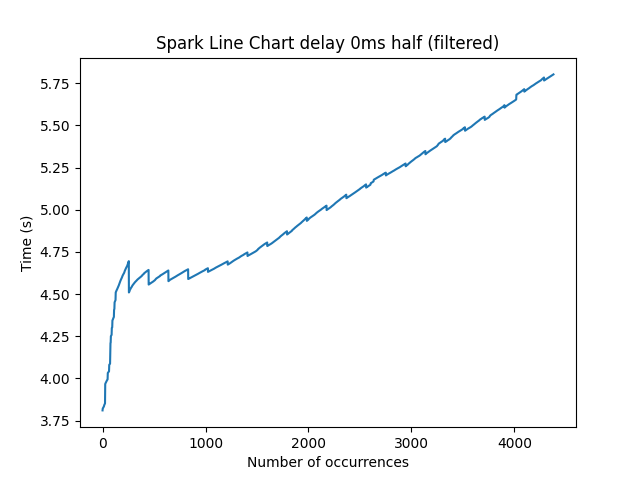 Spark Line Chart delay 0ms half (filtered)
5.75
5.50
5.25
5.00
4.75
4.50
4.25
4.00
3.75
Time (s)
0 1000 2000 3000 4000
Number of occurrences